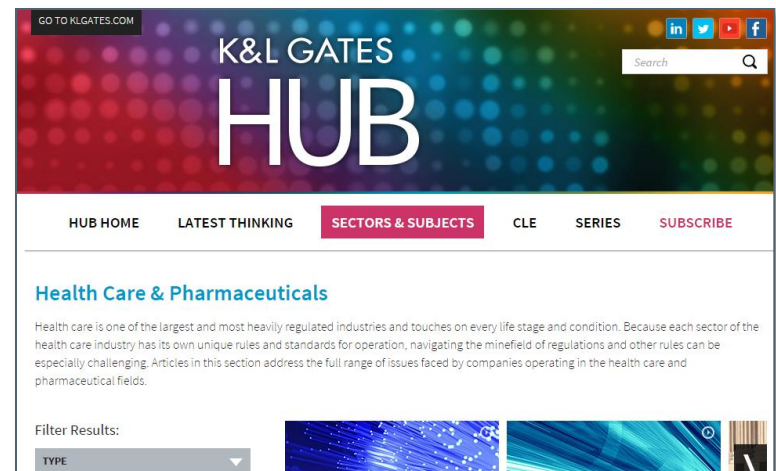 GO TO KLGATES.COM
K&L GATES
HUB
Search
HUB HOME LATEST THINKING SECTORS & SUBJECTS CLE SERIES SUBSCRIBE
Health Care & Pharmaceuticals
Health care is one of the largest and most heavily regulated industries and touches on every life stage and condition. Because each sector of the
health care industry has its own unique rules and standards for operation, navigating the minefield of regulations and other rules can be
especially challenging. Articles in this section address the full range of issues faced by companies operating in the health care and
pharmaceutical fields.
Filter Results:
TYPE